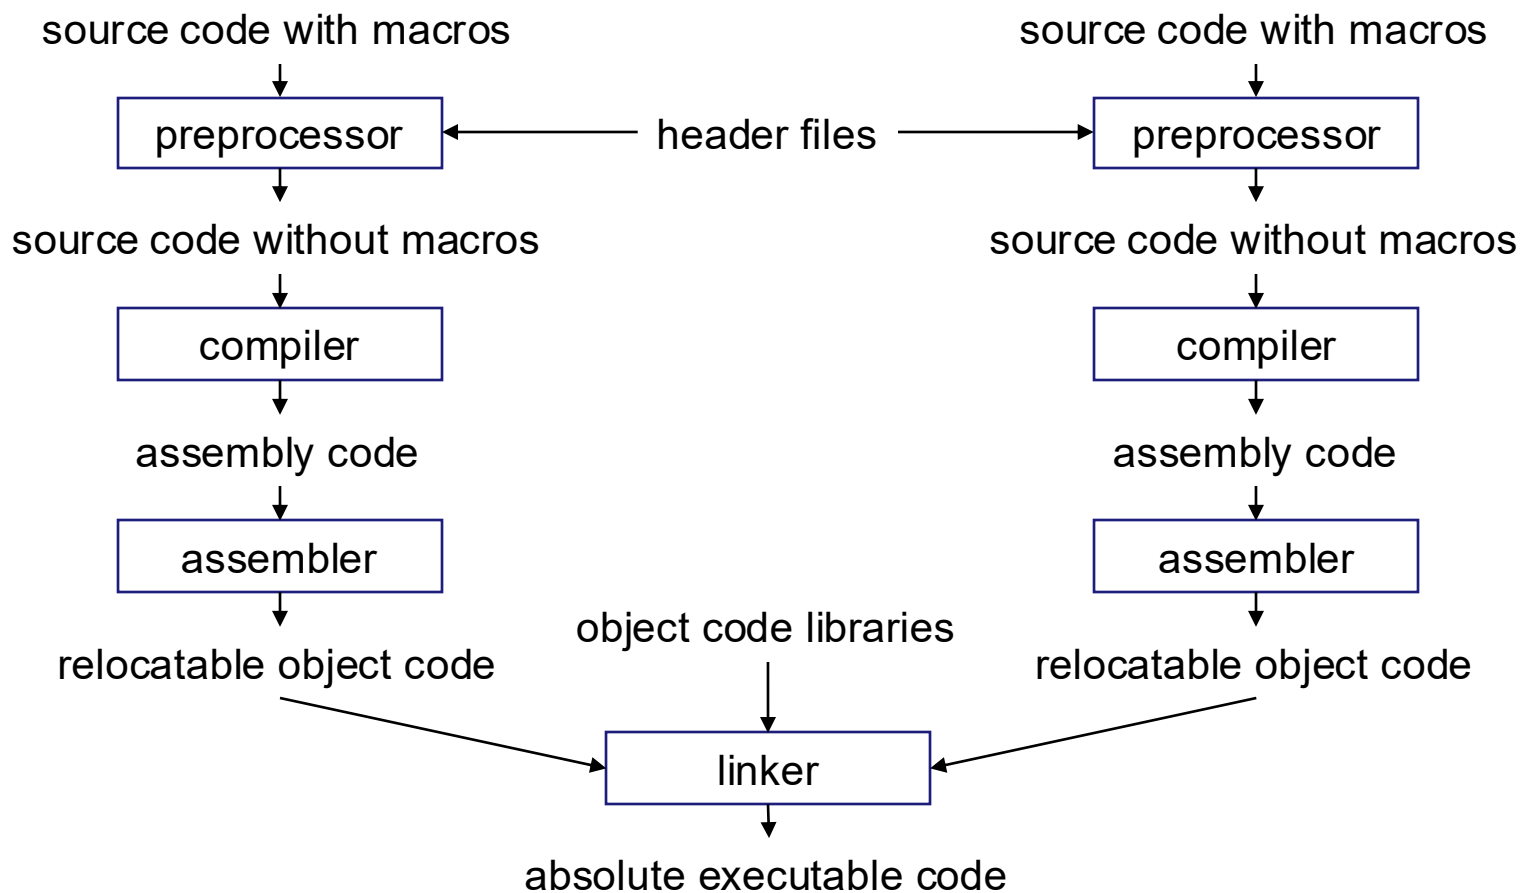 source code with macros
source code with macros
preprocessor
header files
preprocessor
source code without macros
source code without macros
compiler
compiler
assembly code
assembly code
assembler
assembler
object code libraries
relocatable object code
relocatable object code
linker
absolute executable code